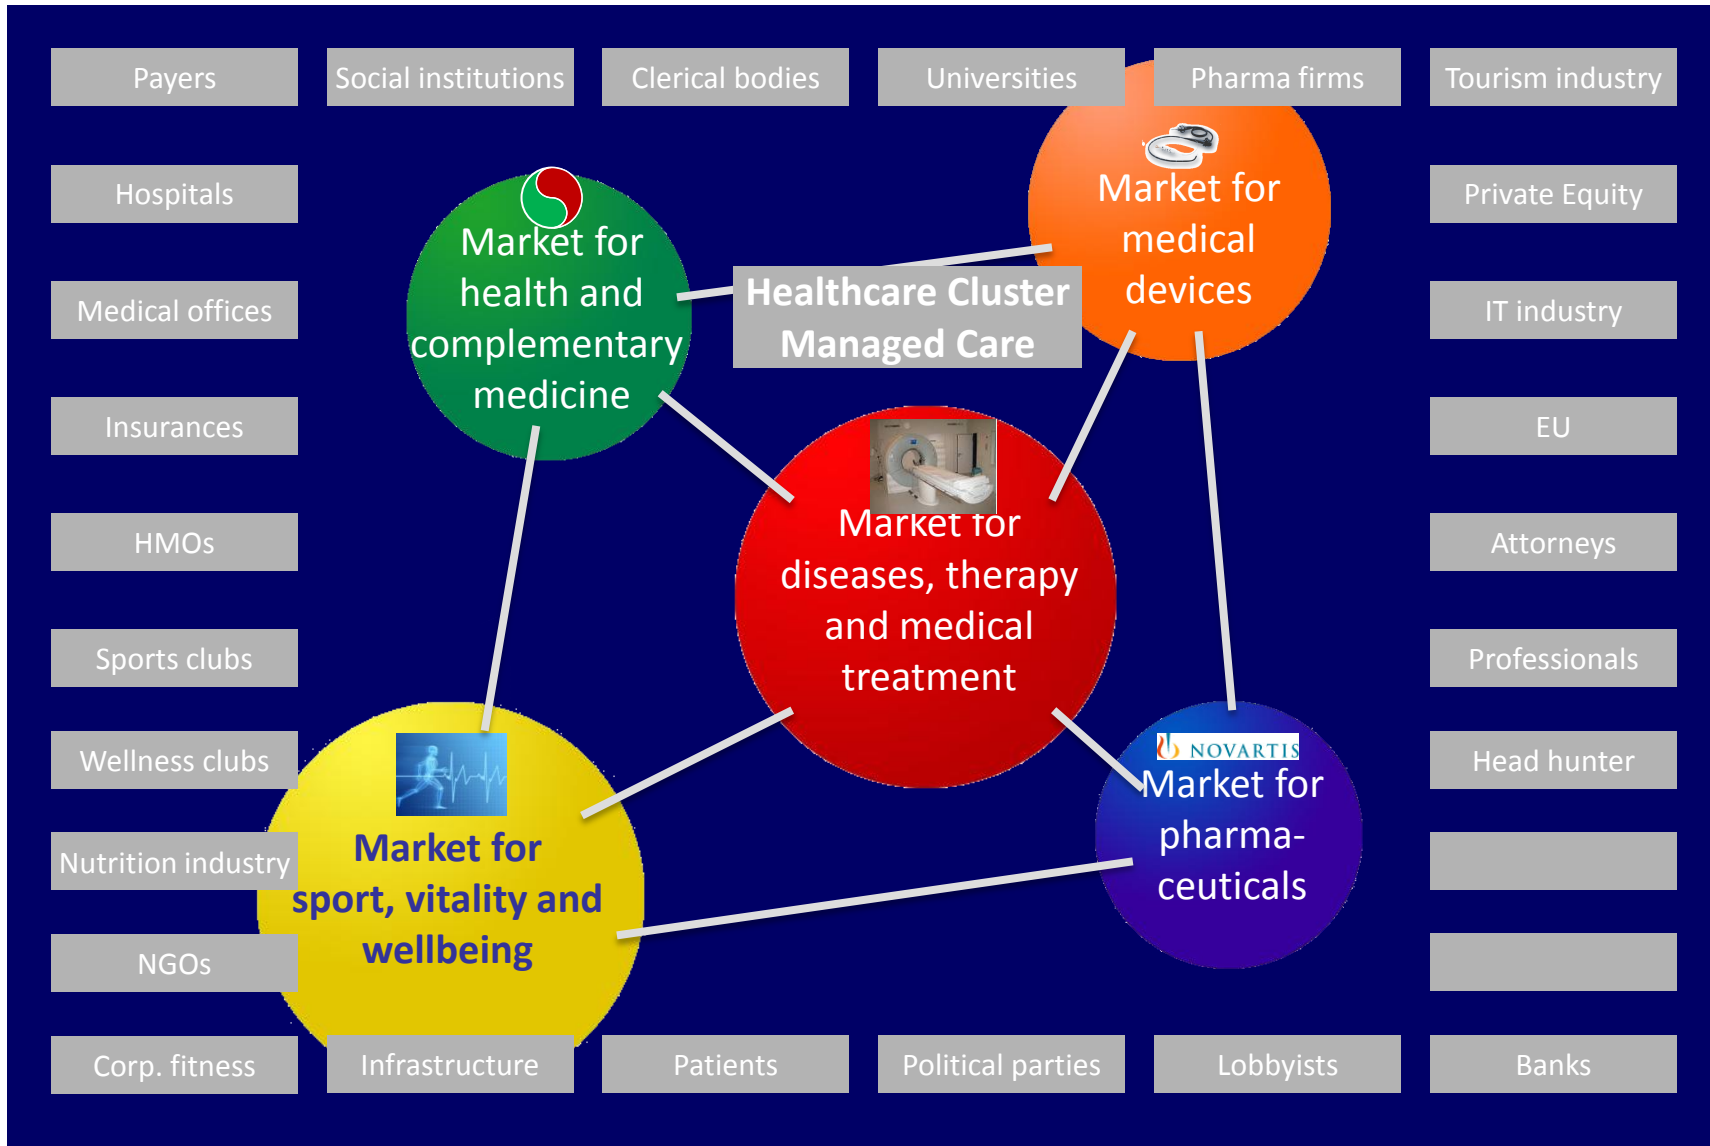 Payers
Social institutions
Clerical bodies
Universities
Pharma firms
Tourism industry
Hospitals
Private Equity
Medical offices
IT industry
Insurances
EU
HMOs
Attorneys
Sports clubs
Professionals
Wellness clubs
Head hunter
Nutrition industry
NGOs
Corp. fitness
Infrastructure
Patients
Political parties
Lobbyists
Banks
Market for
health and
complementary
medicine
Healthcare Cluster
Managed Care
Market for
medical
devices
Market for
diseases, therapy
and medical
treatment
Market for
sport, vitality and
wellbeing
NOVARTIS
Market for
pharma-
ceuticals